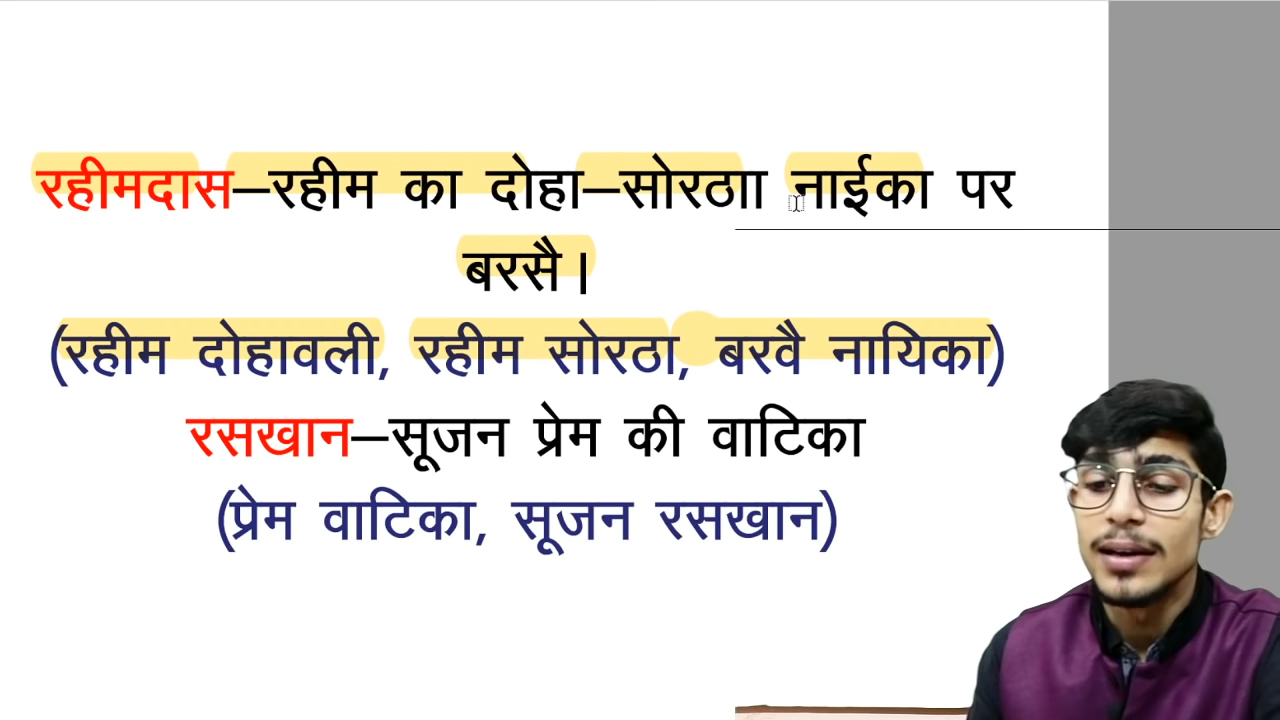 रहीमदास–रहीम का दोहा–सोरठाा नाईका पर
बरसै।
(रहीम दोहावली, रहीम सोरठा, बरवै नायिका)
रसखान–सूजन प्रेम की वाटिका
(प्रेम वाटिका, सूजन रसखान)